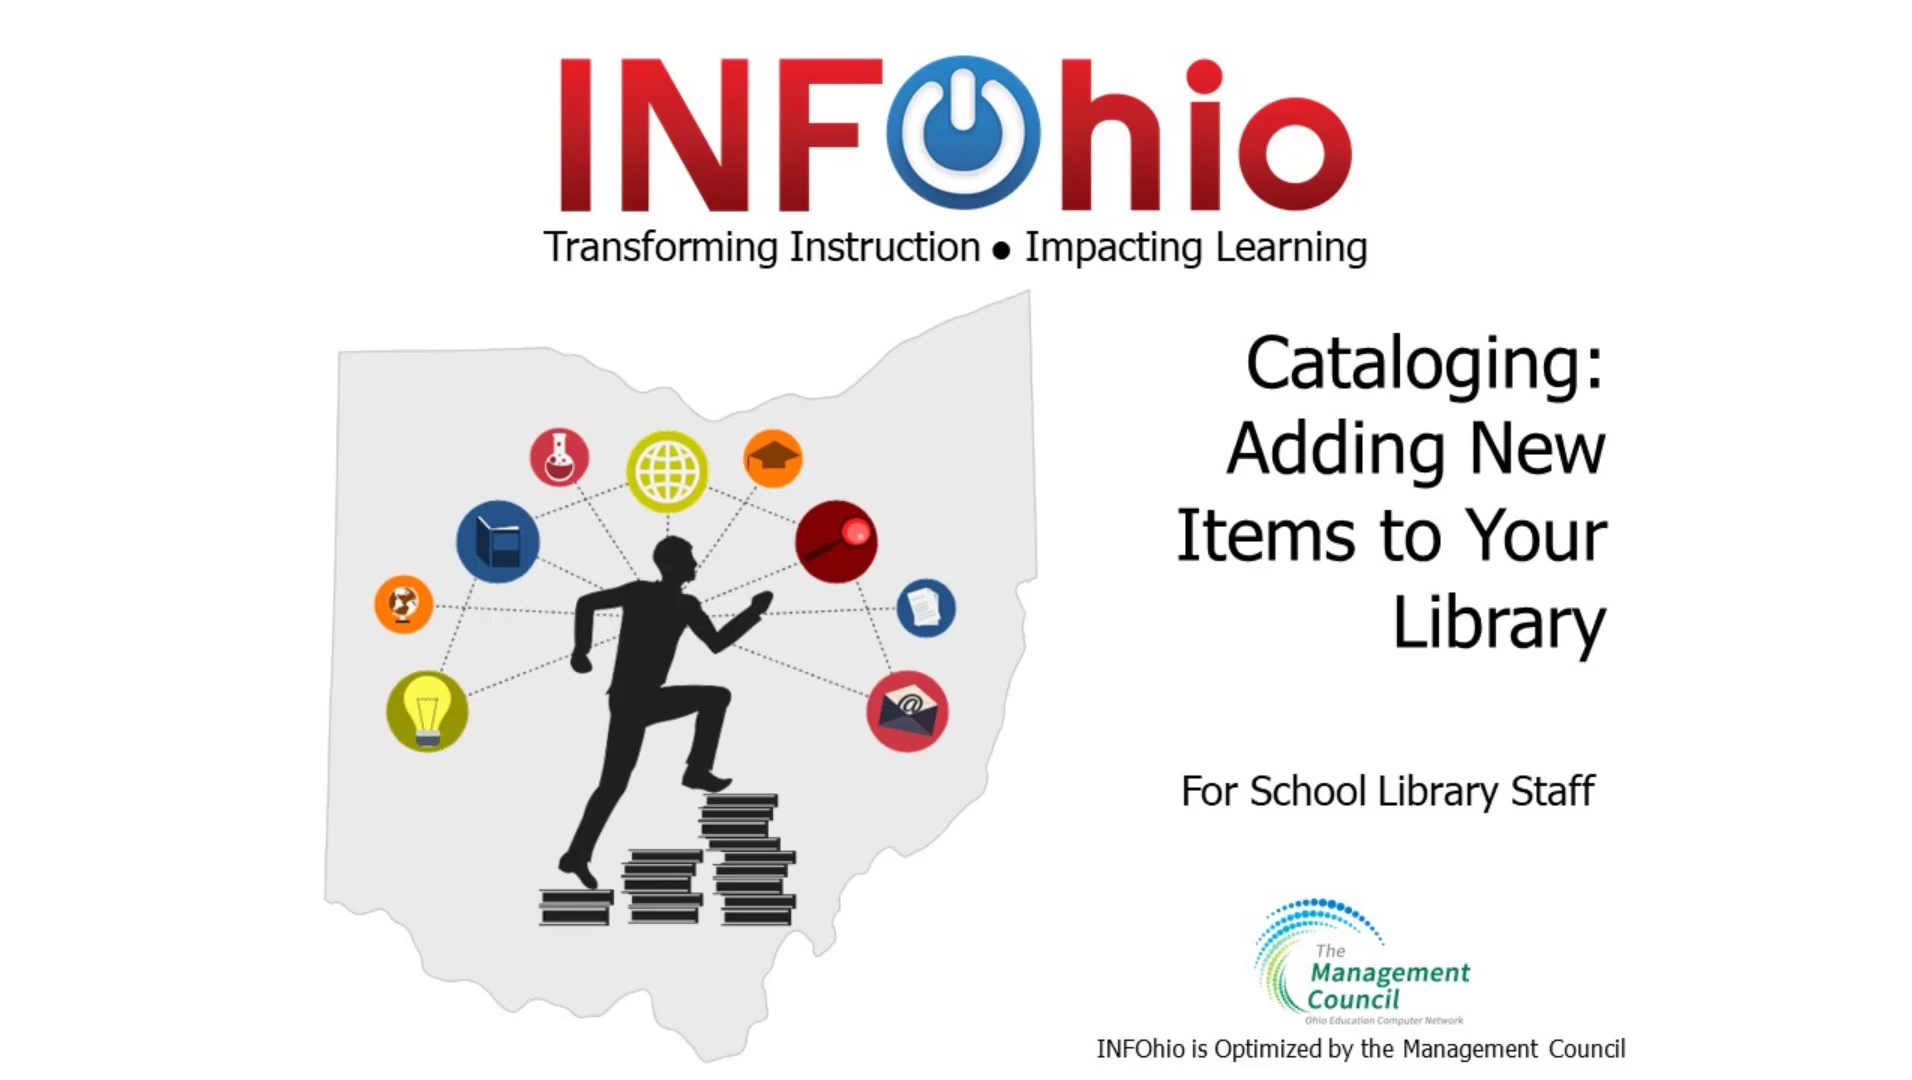 INFOhio
Transforming Instruction ● Impacting Learning
Cataloging:
Adding New
Items to Your
Library
For School Library Staff
@
The
Management
Council
Ohio Education Computer Network
INFOhio is Optimized by the Management Council